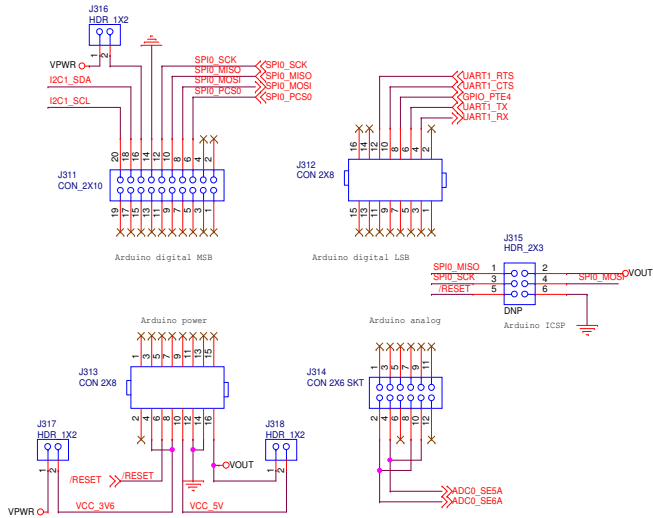 J316
HDR_1X2
1
2
VPWR
I2C1_SDA
I2C1_SCL
SPI0_SCK
SPI0_MISO
SPI0_MOSI
SPI0_PCS0
SPI0_SCK
SPI0_MISO
SPI0_MOSI
SPI0_PCS0
J311
CON_2X10
20
18
16
14
12
10
8
6
4
2
19
17
15
13
11
9
7
5
3
1
Arduino digital MSB
UART1_RTS
UART1_CTS
GPIO_PTE4
UART1_TX
UART1_RX
J312
CON 2X8
16
14
12
10
8
6
4
2
15
13
11
9
7
5
3
1
Arduino digital LSB
J315
HDR_2X3
SPI0_MISO
SPI0_SCK
/RESET
1
3
5
2
4
6
VOUT
SPI0_MOSI
DNP
Arduino ICSP
Arduino power
J313
CON 2X8
1
3
5
7
9
11
13
15
2
4
6
8
10
12
14
16
J317
HDR_1X2
1
2
/RESET
/RESET
VPWR
VCC_3V6
VCC_5V
VOUT
J318
HDR_1X2
1
2
Arduino analog
J314
CON 2X6 SKT
1
3
5
7
9
11
2
4
6
8
10
12
ADC0_SE5A
ADC0_SE6A